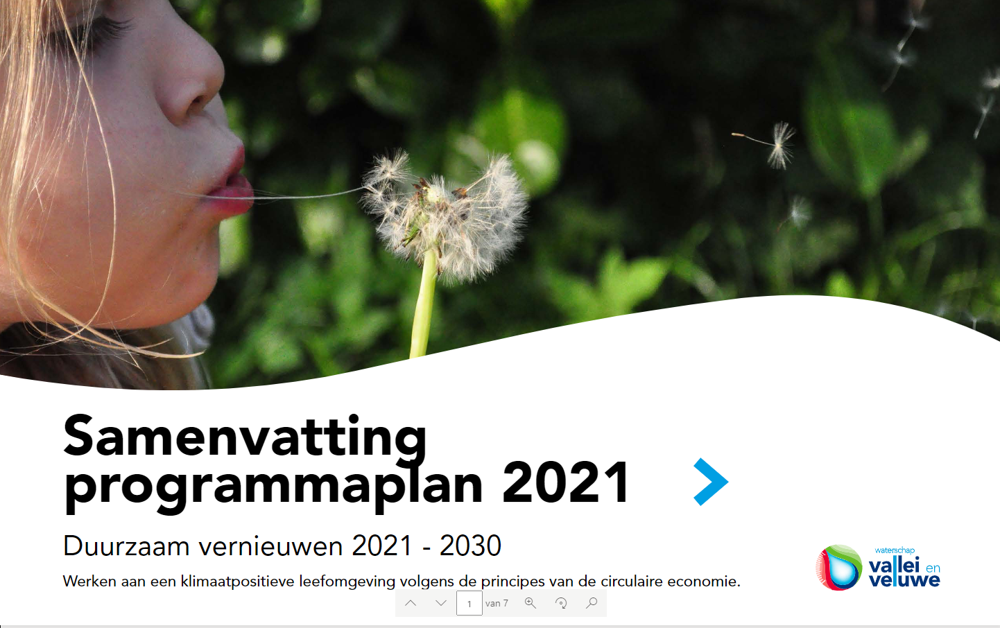 Samenvatting
programmaplan 2021
Duurzaam vernieuwen 2021 - 2030
Werken aan een klimaatpositieve leefomgeving volgens de principes van de circulaire economie.
waterschap
vallei en
veluwe
1 van 7